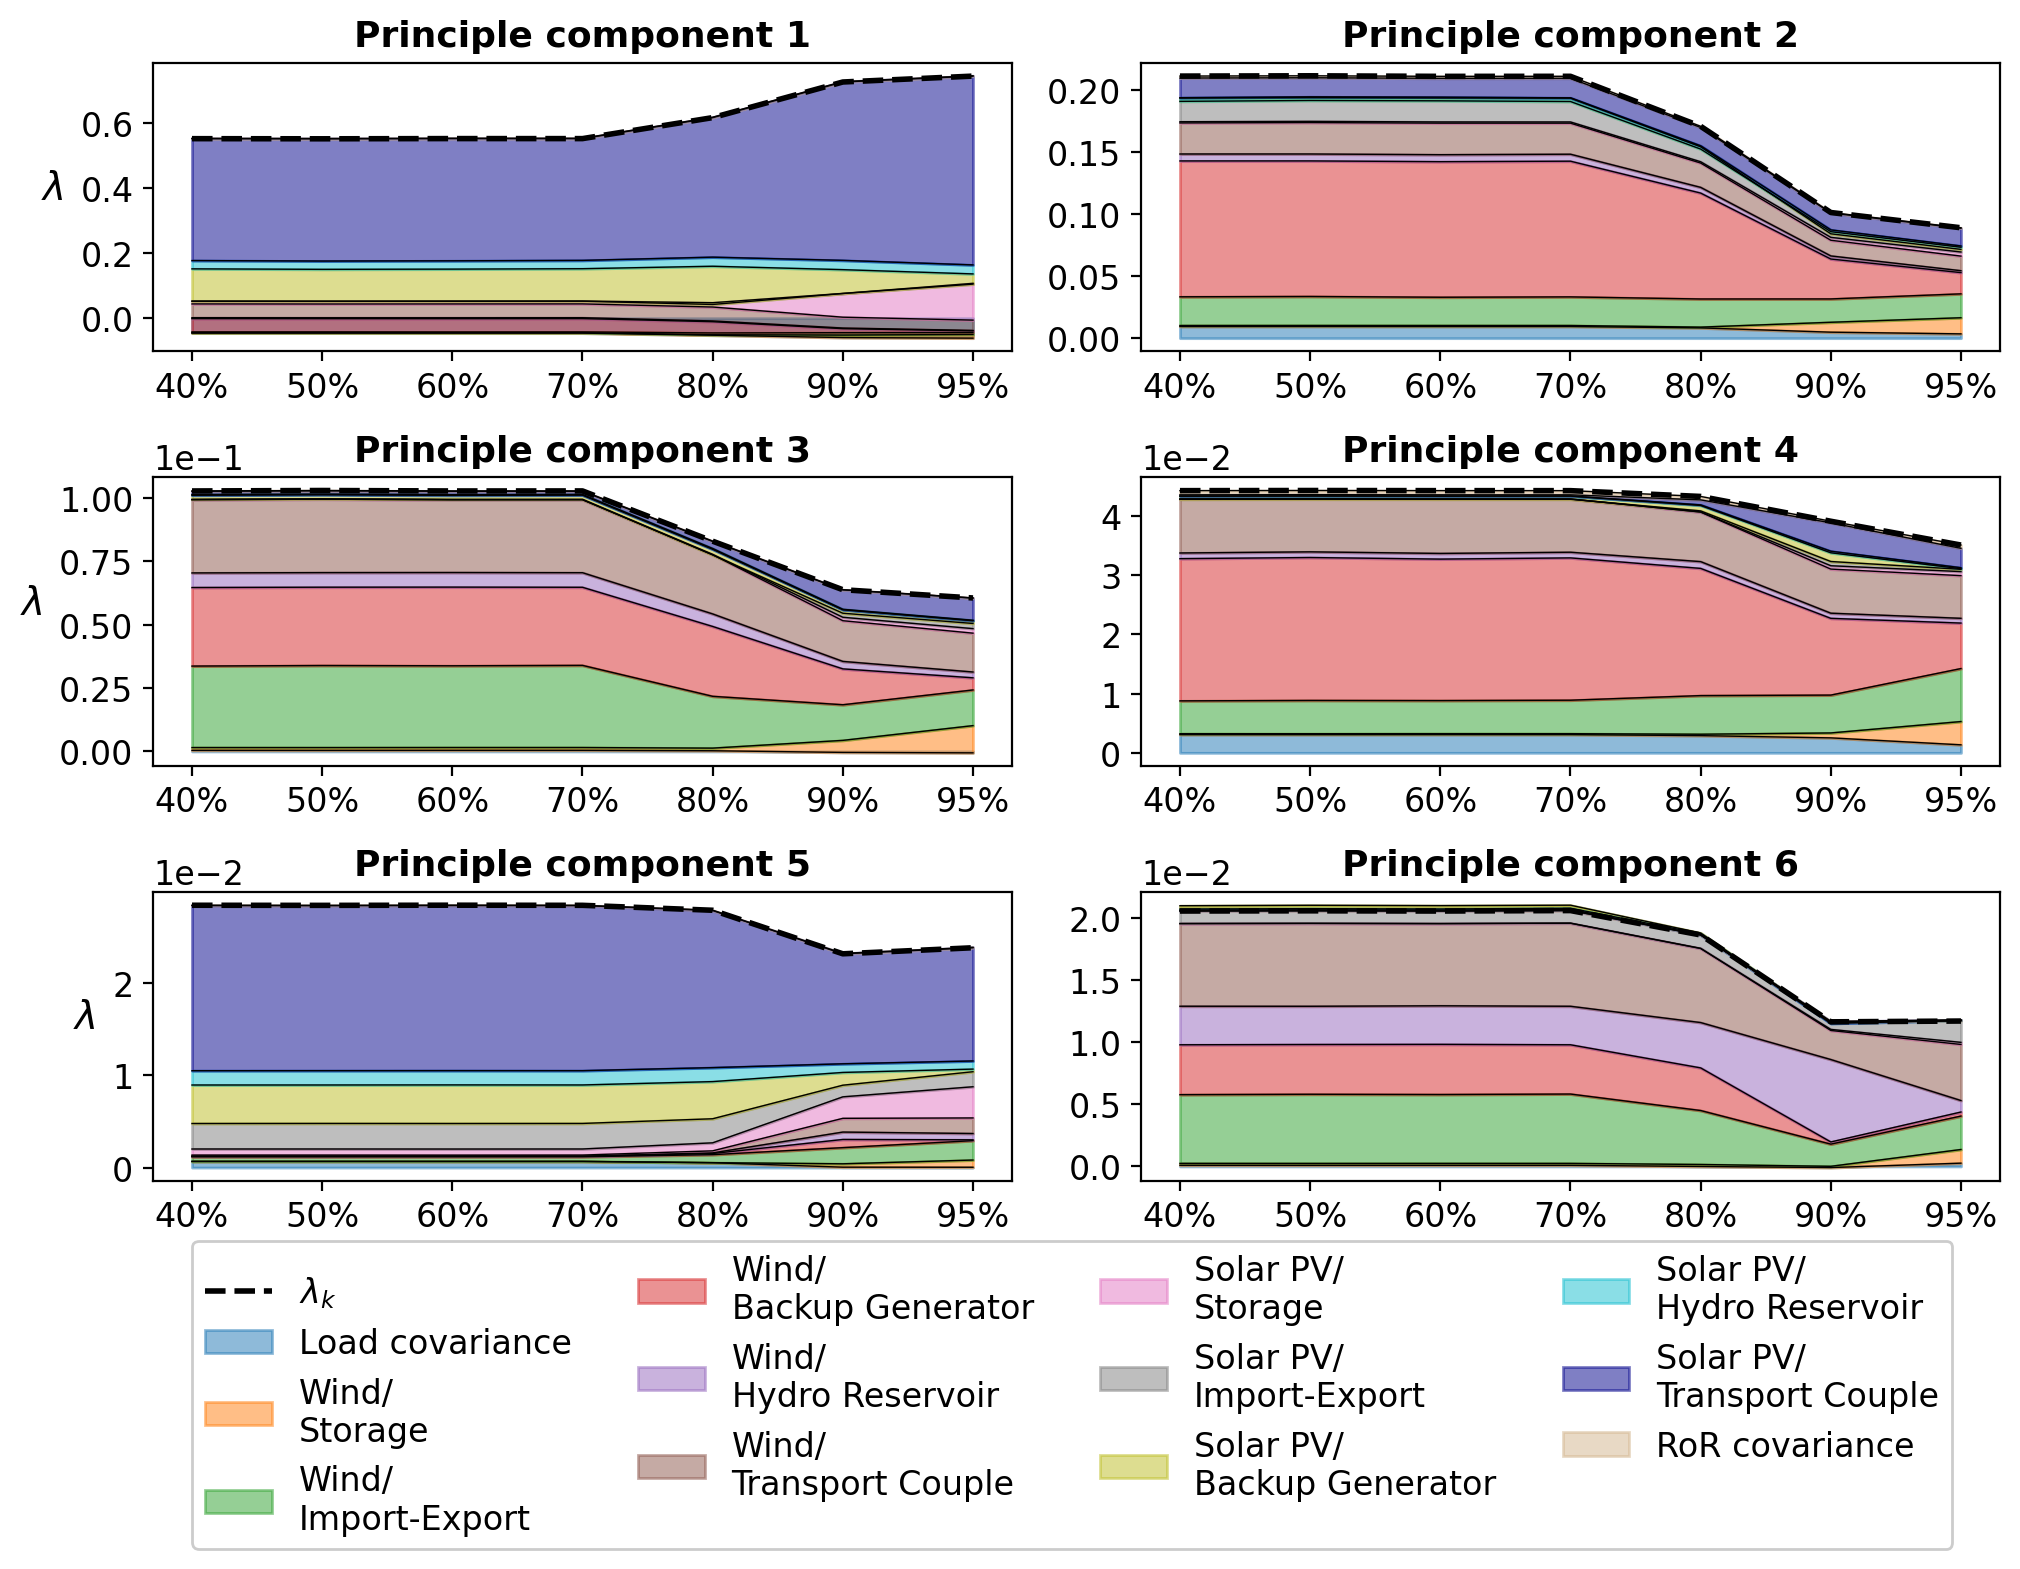 Principle component 1
Principle component 2
λ
0.6
0.4
0.2
0.0
40% 50% 60% 70% 80% 90% 95%
0.20
0.15
0.10
0.05
0.00
40% 50% 60% 70% 80% 90% 95%
Principle component 3
1e−1
λ
1.00
0.75
0.50
0.25
0.00
40% 50% 60% 70% 80% 90% 95%
Principle component 4
1e−2
4
3
2
1
0
40% 50% 60% 70% 80% 90% 95%
Principle component 5
1e−2
λ
2
1
0
40% 50% 60% 70% 80% 90% 95%
Principle component 6
1e−2
2.0
1.5
1.0
0.5
0.0
40% 50% 60% 70% 80% 90% 95%
λk
Load covariance
Wind/
Storage
Wind/
Import-Export
Wind/
Backup Generator
Wind/
Hydro Reservoir
Wind/
Transport Couple
Solar PV/
Storage
Solar PV/
Import-Export
Solar PV/
Backup Generator
Solar PV/
Hydro Reservoir
Solar PV/
Transport Couple
RoR covariance